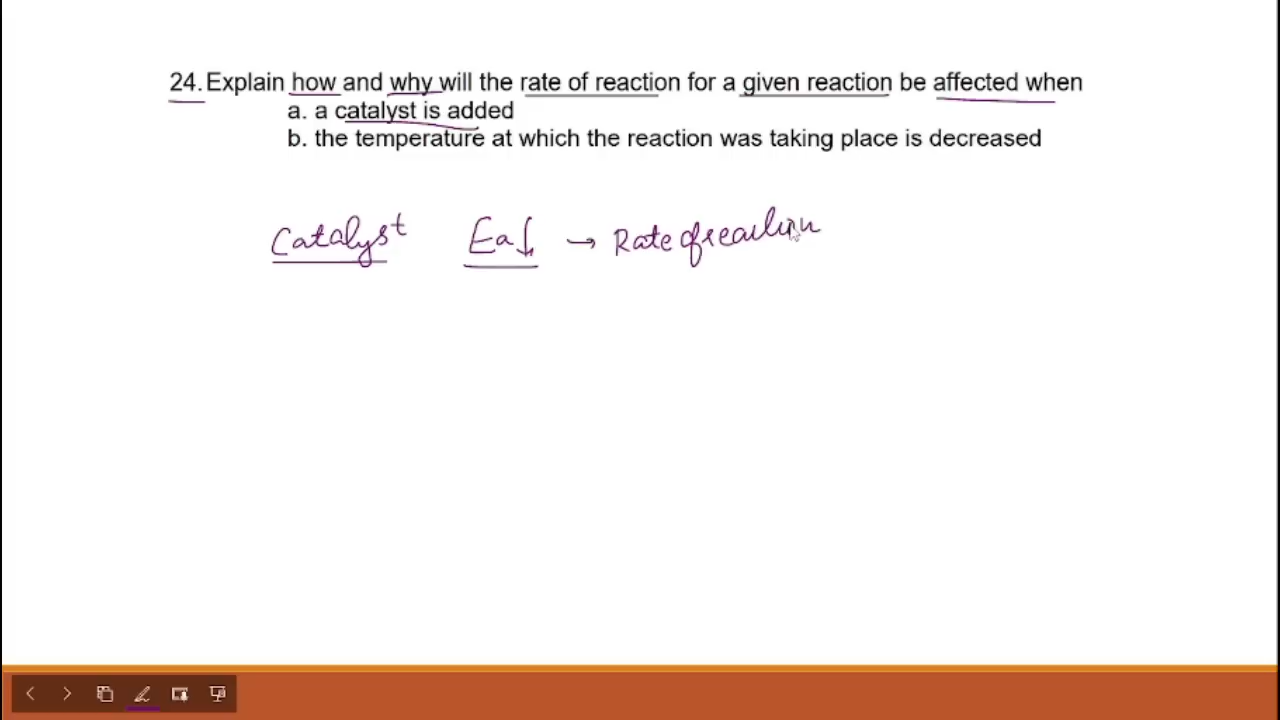 24. Explain how and why will the rate of reaction for a given reaction be affected when
a. a catalyst is added
b. the temperature at which the reaction was taking place is decreased
Catalyst Ea↓ → Rate of reaction